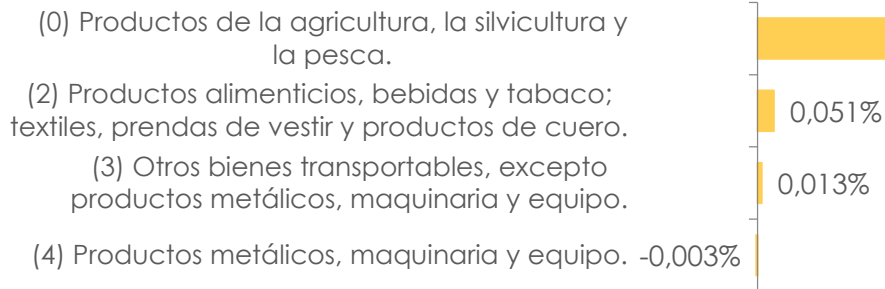 (0) Productos de la agricultura, la silvicultura y
la pesca.
(2) Productos alimenticios, bebidas y tabaco;
textiles, prendas de vestir y productos de cuero.
0,051%
(3) Otros bienes transportables, excepto
productos metálicos, maquinaria y equipo.
0,013%
(4) Productos metálicos, maquinaria y equipo. -0,003%